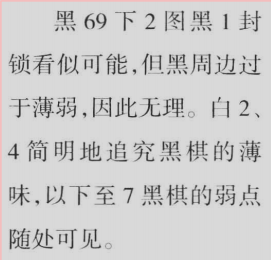 黑 69 下 2 图黑 1 封
锁看似可能,但黑周边过
于薄弱,因此无理。白 2、
4 简明地追究黑棋的薄
味,以下至 7 黑棋的弱点
随处可见。